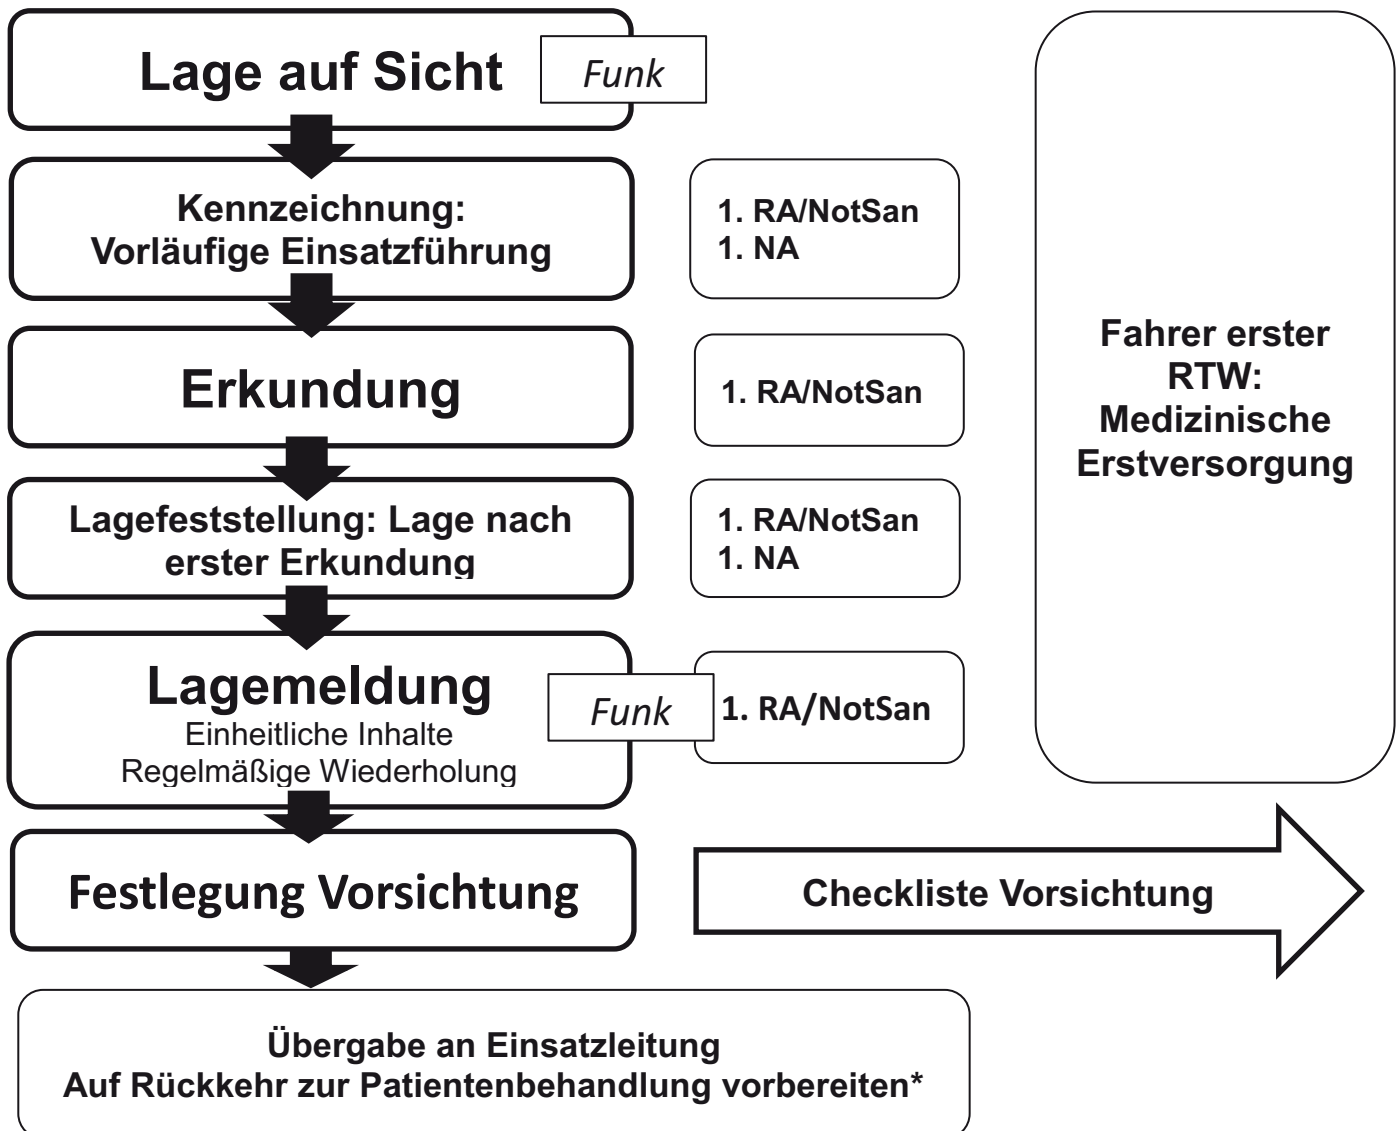 Lage auf Sicht
Funk
Kennzeichnung:
Vorläufige Einsatzführung
1. RA/NotSan
1. NA
Erkundung
1. RA/NotSan
Lagefeststellung: Lage nach
erster Erkundung
1. RA/NotSan
1. NA
Lagemeldung
Einheitliche Inhalte
Regelmäßige Wiederholung
Funk
1. RA/NotSan
Fahrer erster
RTW:
Medizinische
Erstversorgung
Festlegung Vorsichtung
Checkliste Vorsichtung
Übergabe an Einsatzleitung
Auf Rückkehr zur Patientenbehandlung vorbereiten*